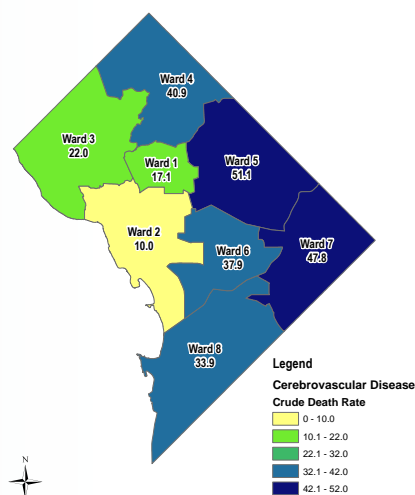 Ward 4
40.9
Ward 3
22.0
Ward 1
17.1
Ward 5
51.1
Ward 2
10.0
Ward 6
37.9
Ward 7
47.8
Ward 8
33.9
Legend
Cerebrovascular Disease
Crude Death Rate
0 - 10.0
10.1 - 22.0
22.1 - 32.0
32.1 - 42.0
42.1 - 52.0
N